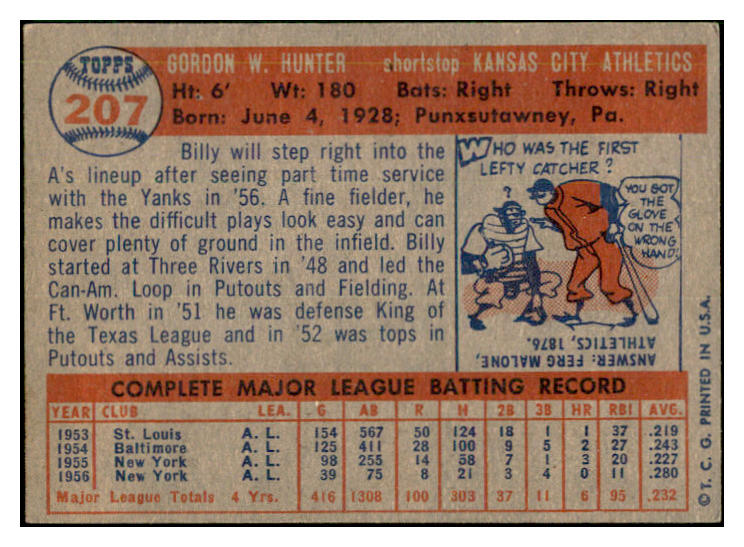 TOPPS
207
GORDON W. HUNTER shortstop KANSAS CITY ATHLETICS
Ht: 6' Wt: 180 Bats: Right Throws: Right
Born: June 4, 1928; Punxsutawney, Pa.
Billy will step right into the
A's lineup after seeing part time service
with the Yanks in '56. A fine fielder, he
makes the difficult plays look easy and can
cover plenty of ground in the infield. Billy
started at Three Rivers in '48 and led the
Can-Am. Loop in Putouts and Fielding. At
Ft. Worth in '51 he was defense King of
the Texas League and in '52 was tops in
Putouts and Assists.
WHO WAS THE FIRST
LEFTY CATCHER?
?
YOU GOT
THE
GLOVE
ON THE
WRONG
HAND!
ANSWER: FERG MALONE,
ATHLETICS, 1876.
COMPLETE MAJOR LEAGUE BATTING RECORD
YEAR CLUB LEA. G AB R H 2B 3B HR RBI AVG.
1953 St. Louis A. L. 154 567 50 124 18 1 1 37 .219
1954 Baltimore A. L. 125 411 28 100 9 5 2 27 .243
1955 New York A. L. 98 255 14 58 7 1 3 20 .227
1956 New York A. L. 39 75 8 21 3 4 0 11 .280
Major League Totals 4 Yrs. 416 1308 100 303 37 11 6 95 .232
© T. C. G. PRINTED IN U.S.A.